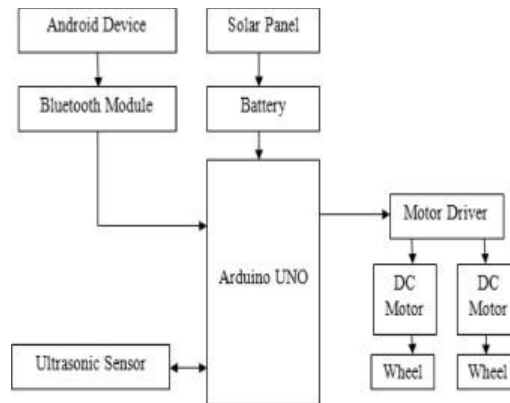 Android Device
Solar Panel
Bluetooth Module
Battery
Arduino UNO
Motor Driver
DC
Motor
DC
Motor
Ultrasonic Sensor
Wheel
Wheel